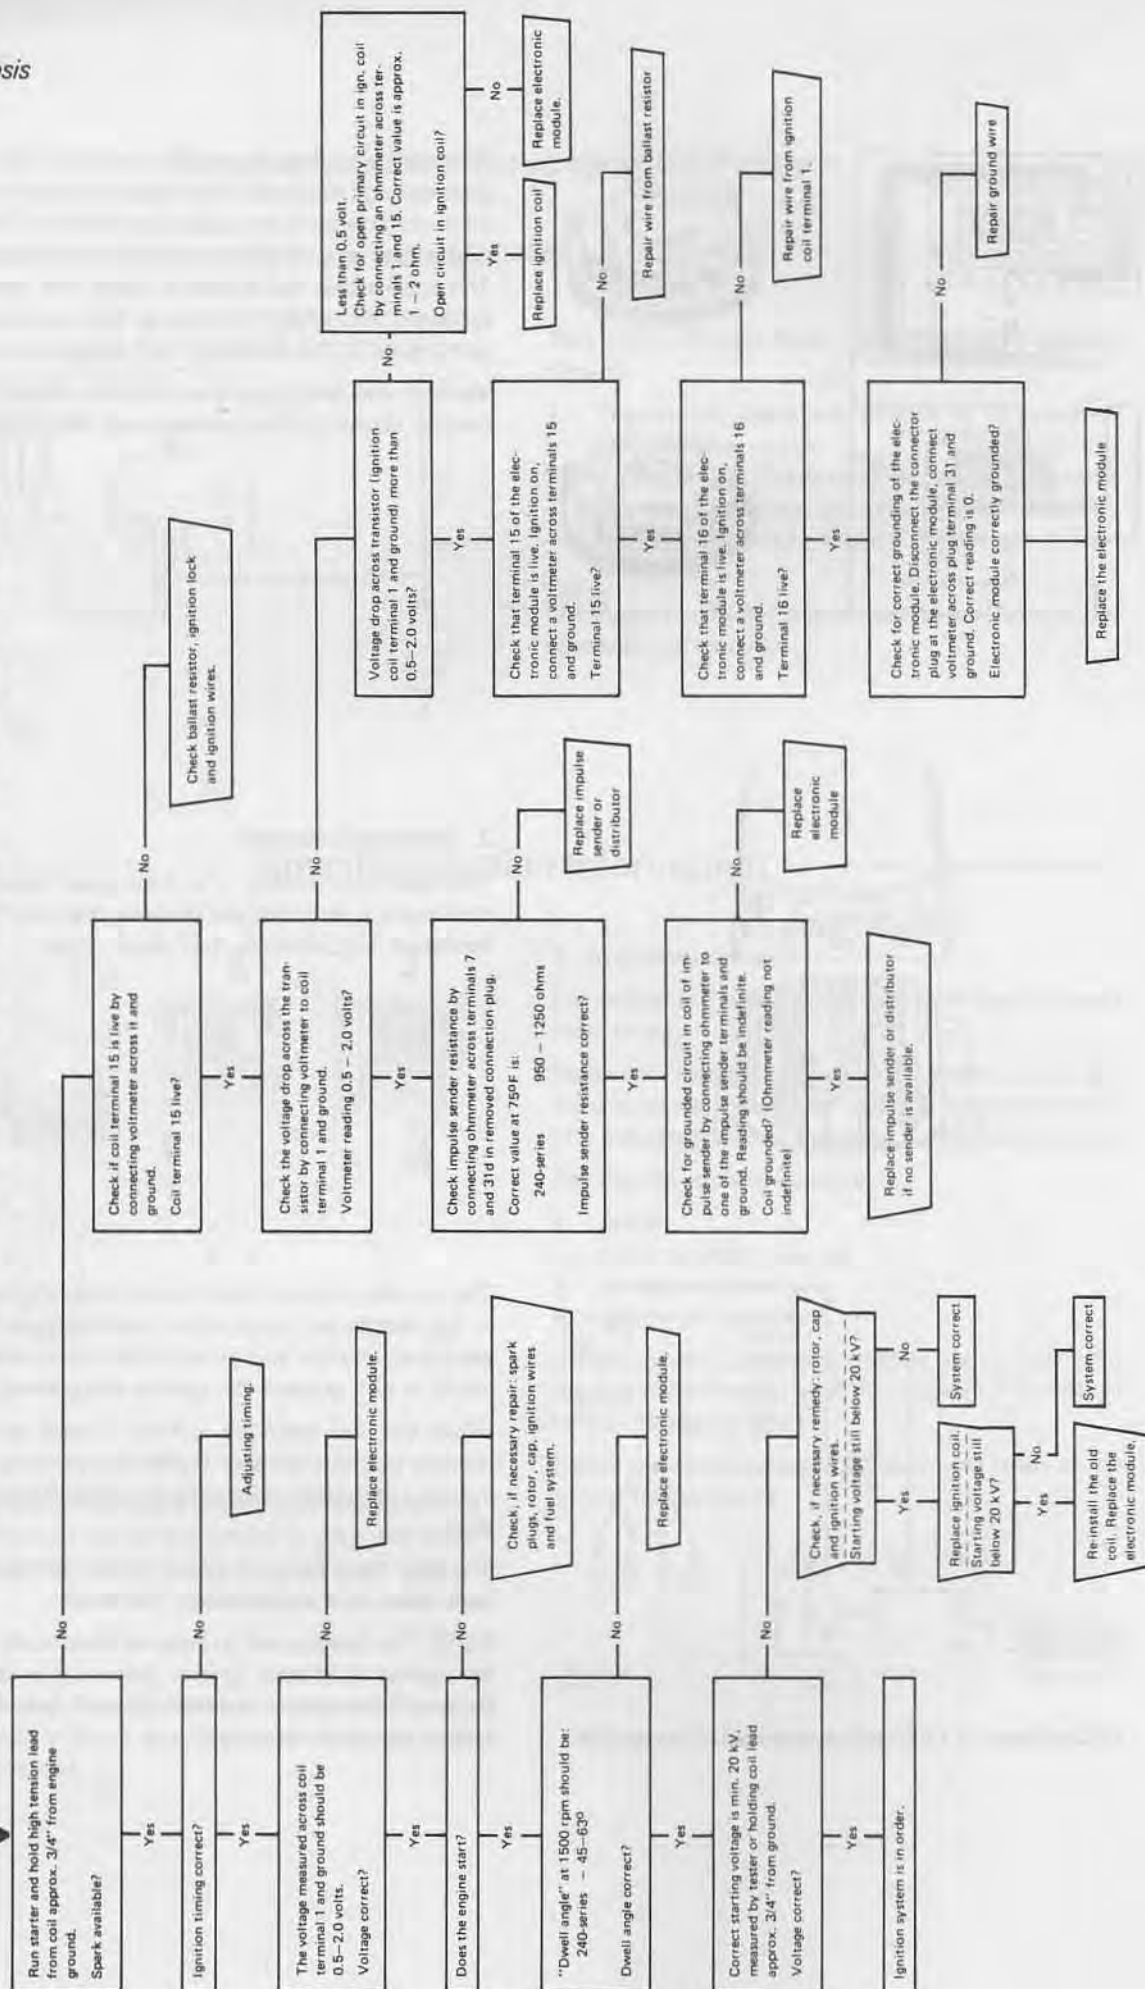 osis
Run starter and hold high tension lead
from coil approx. 3/4" from engine
ground.
Spark available?
No
Yes
Ignition timing correct?
No
Adjusting timing.
Yes
The voltage measured across coil
terminal 1 and ground should be
0.5–2.0 volts.
Voltage correct?
No
Replace electronic module.
Yes
Does the engine start?
No
Check, if necessary repair: spark
plugs, rotor, cap, ignition wires
and fuel system.
Yes
"Dwell angle" at 1500 rpm should be:
240-series – 45–63º
Dwell angle correct?
No
Replace electronic module.
Yes
Correct starting voltage is min. 20 kV,
measured by tester or holding coil lead
approx. 3/4" from ground.
Voltage correct?
No
Check, if necessary remedy: rotor, cap
and ignition wires.
Starting voltage still below 20 kV?
No
System correct
Yes
Replace ignition coil.
Starting voltage still
below 20 kV?
No
System correct
Yes
Re-install the old
coil. Replace the
electronic module.
Yes
Ignition system is in order.
Check if coil terminal 15 is live by
connecting voltmeter across it and
ground.
Coil terminal 15 live?
No
Check ballast resistor, ignition lock
and ignition wires.
Yes
Check the voltage drop across the tran-
sistor by connecting voltmeter to coil
terminal 1 and ground.
Voltmeter reading 0.5 – 2.0 volts?
No
Yes
Check impulse sender resistance by
connecting ohmmeter across terminals 7
and 31d in removed connection plug.
Correct value at 75ºF is:
240-series 950 – 1250 ohms
Impulse sender resistance correct?
No
Replace impulse
sender or
distributor
Yes
Check for grounded circuit in coil of im-
pulse sender by connecting ohmmeter to
one of the impulse sender terminals and
ground. Reading should be indefinite.
Coil grounded? (Ohmmeter reading not
indefinite)
No
Replace
electronic
module
Yes
Replace impulse sender or distributor
if no sender is available.
Voltage drop across transistor (ignition
coil terminal 1 and ground) more than
0.5–2.0 volts?
No
Less than 0.5 volt.
Check for open primary circuit in ign. coil
by connecting an ohmmeter across ter-
minals 1 and 15. Correct value is approx.
1 – 2 ohm.
Open circuit in ignition coil?
No
Replace electronic
module.
Yes
Replace ignition coil
Yes
Check that terminal 15 of the elec-
tronic module is live. Ignition on,
connect a voltmeter across terminals 15
and ground.
Terminal 15 live?
No
Repair wire from ballast resistor
Yes
Check that terminal 16 of the elec-
tronic module is live. Ignition on,
connect a voltmeter across terminals 16
and ground.
Terminal 16 live?
No
Repair wire from ignition
coil terminal 1.
Yes
Check for correct grounding of the elec-
tronic module. Disconnect the connector
plug at the electronic module, connect
voltmeter across plug terminal 31 and
ground. Correct reading is 0.
Electronic module correctly grounded?
No
Repair ground wire
Replace the electronic module